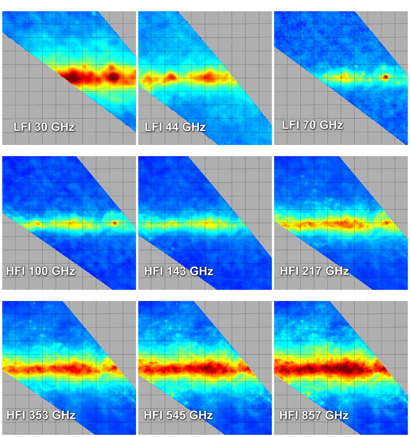 LFI 30 GHz
LFI 44 GHz
LFI 70 GHz
HFI 100 GHz
HFI 143 GHz
HFI 217 GHz
HFI 353 GHz
HFI 545 GHz
HFI 857 GHz